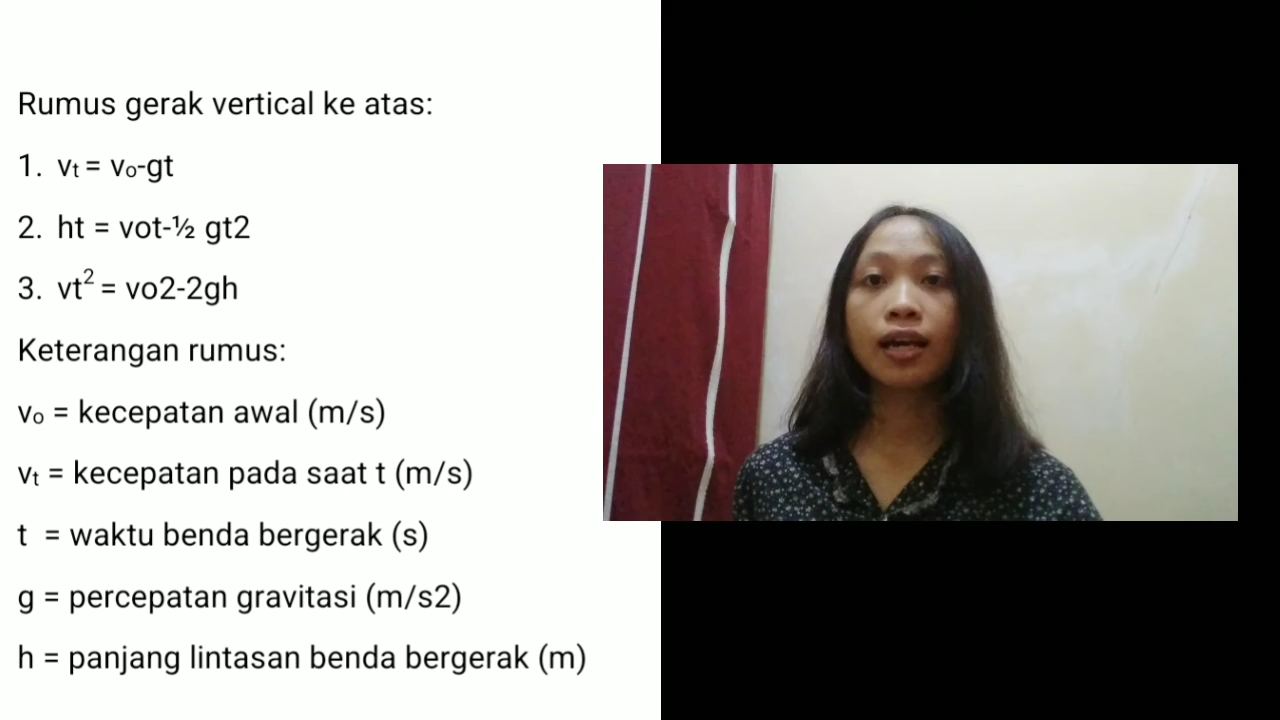 Rumus gerak vertical ke atas:
1. vₜ = vₒ-gt
2. ht = vot-½ gt2
3. vt² = vo2-2gh
Keterangan rumus:
vₒ = kecepatan awal (m/s)
vₜ = kecepatan pada saat t (m/s)
t = waktu benda bergerak (s)
g = percepatan gravitasi (m/s2)
h = panjang lintasan benda bergerak (m)